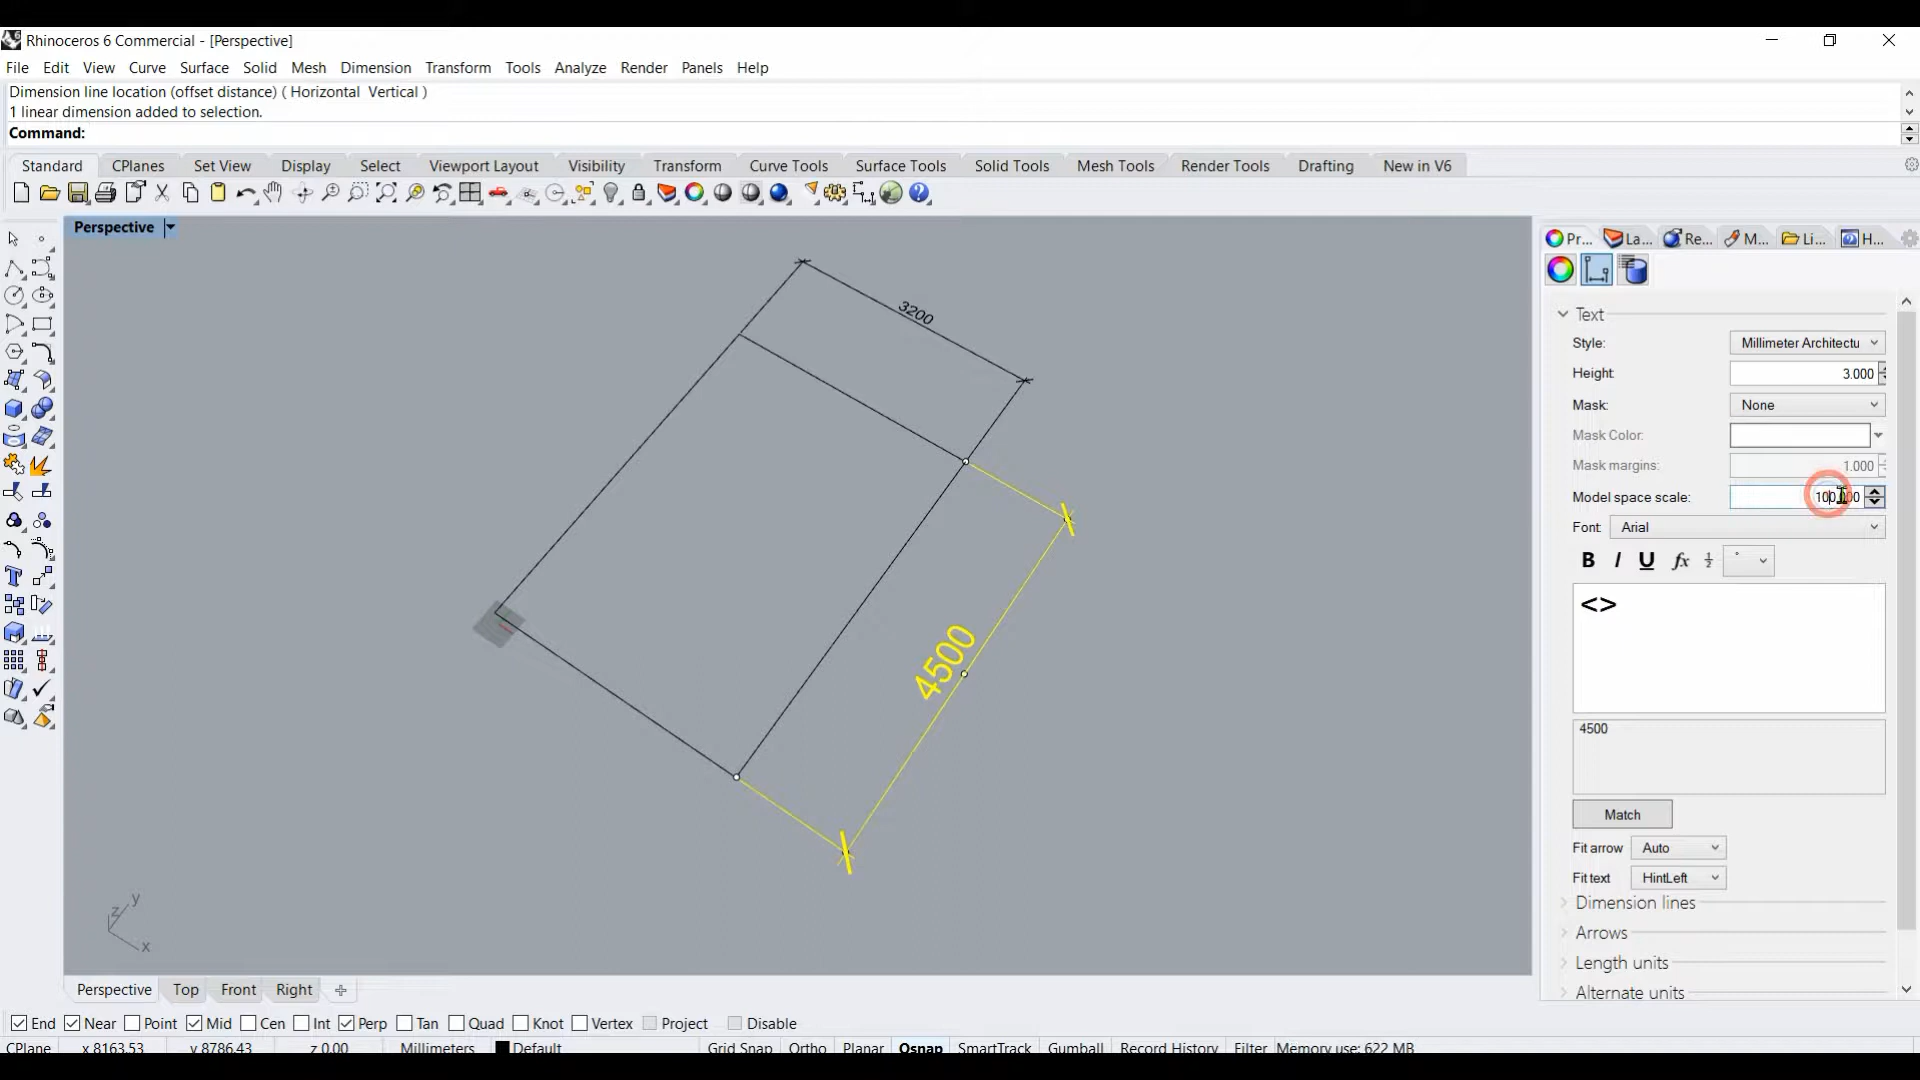 Rhinoceros 6 Commercial - [Perspective]
File Edit View Curve Surface Solid Mesh Dimension Transform Tools Analyze Render Panels Help
Dimension line location (offset distance) ( Horizontal Vertical )
1 linear dimension added to selection.
Command:
Standard CPlanes Set View Display Select Viewport Layout Visibility Transform Curve Tools Surface Tools Solid Tools Mesh Tools Render Tools Drafting New in V6
Perspective
Pr... La... Re... M... Li... H...
3200
4500
z y
x
Text
Style: Millimeter Architectu
Height: 3.000
Mask: None
Mask Color:
Mask margins: 1.000
Model space scale:
Font: Arial
B I U fx ½ °
<>
4500
Match
Fit arrow Auto
Fit text HintLeft
Dimension lines
Arrows
Length units
Alternate units
Perspective Top Front Right
End Near Point Mid Cen Int Perp Tan Quad Knot Vertex Project Disable
CPlane x 8163.53 y 8786.43 z 0.00 Millimeters Default Grid Snap Ortho Planar Osnap SmartTrack Gumball Record History Filter Memory use: 622 MB